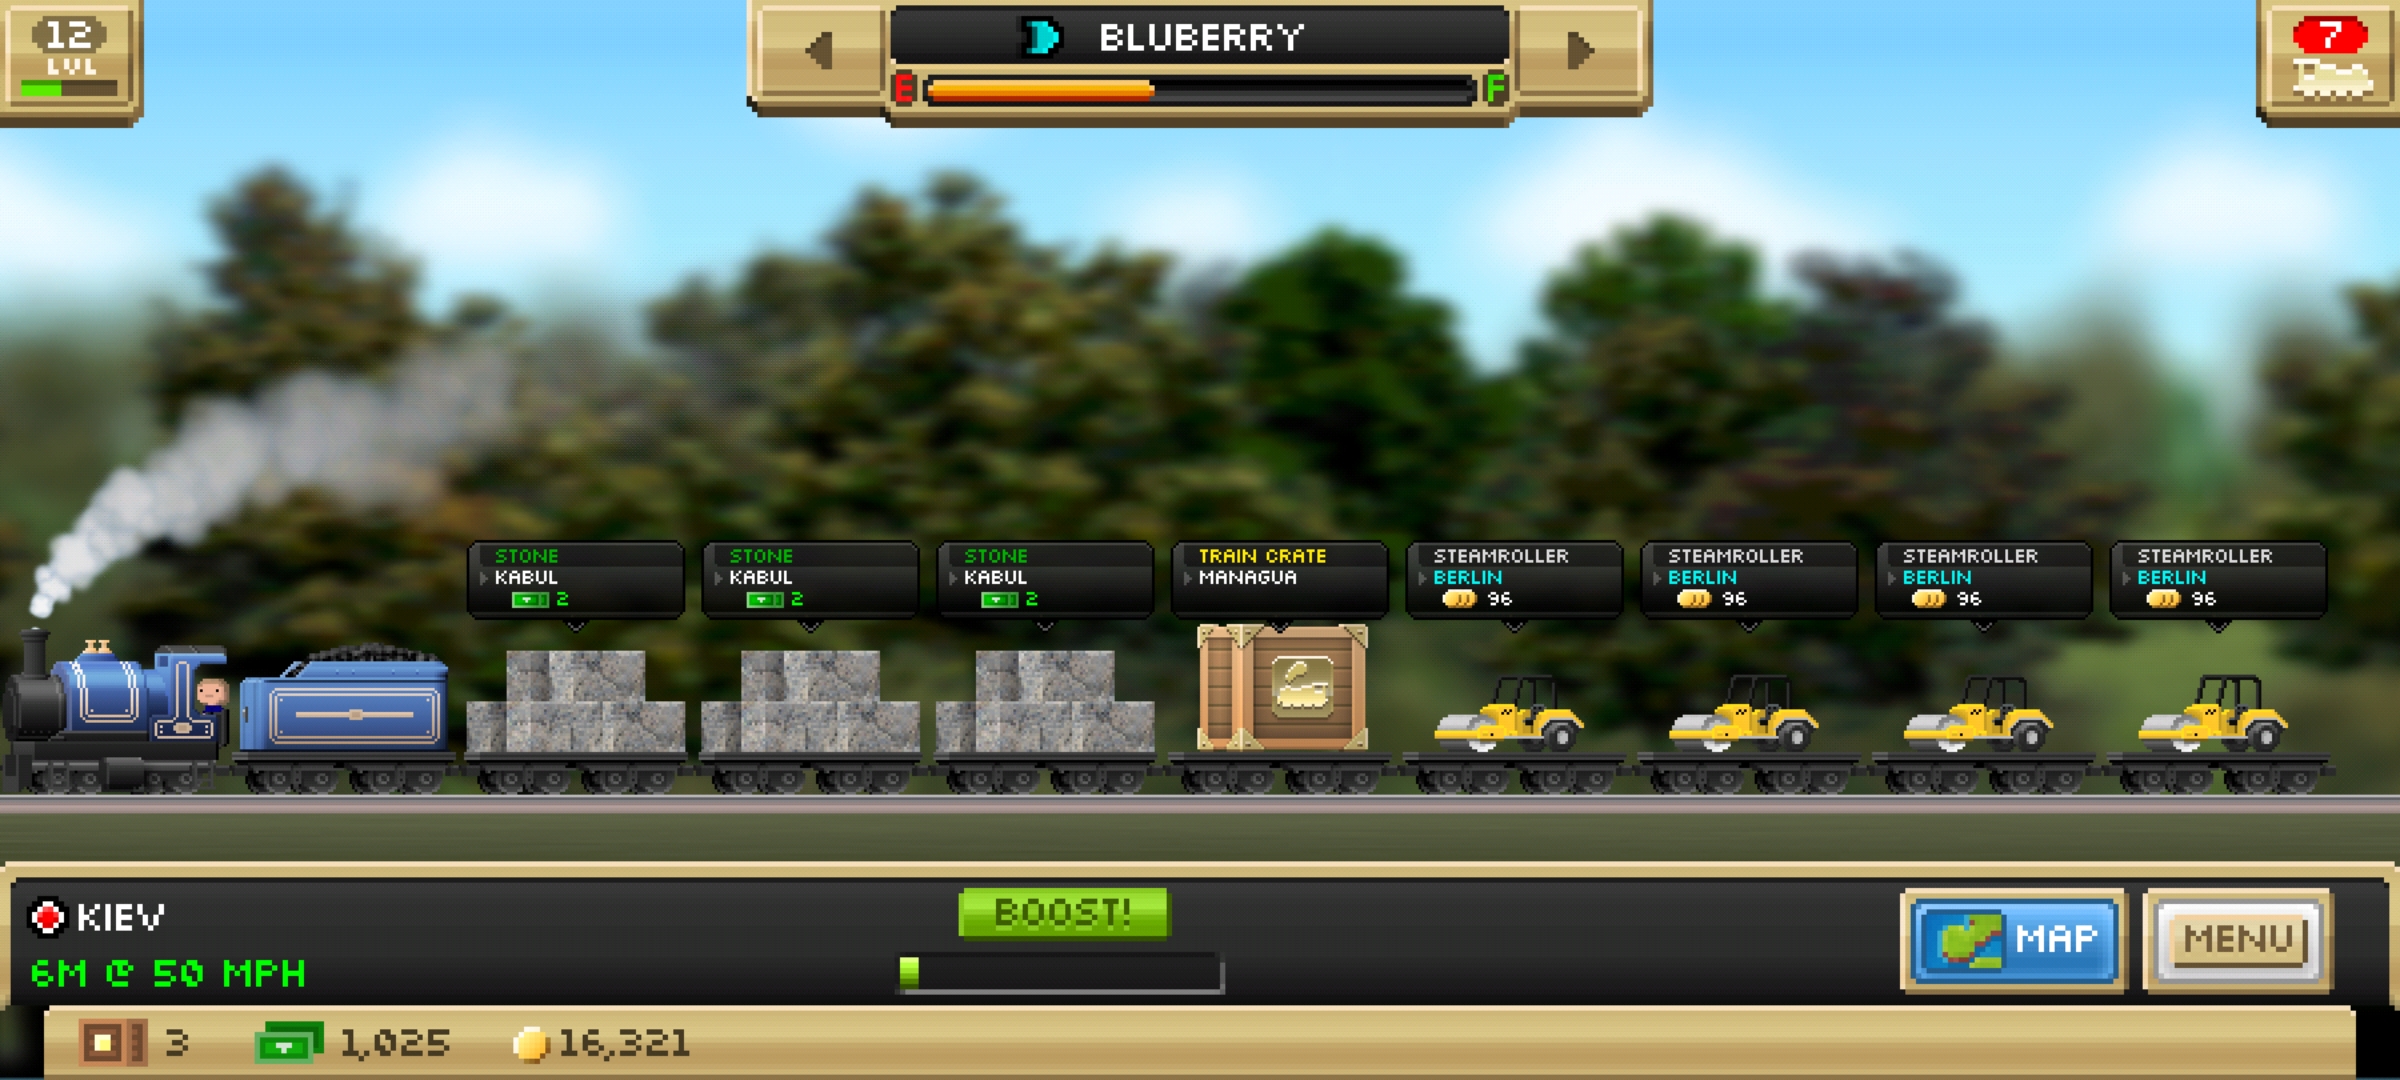 12
LVL
BLUBERRY
E
F
7
STONE
KABUL
2
STONE
KABUL
2
STONE
KABUL
2
TRAIN CRATE
MANAGUA
STEAMROLLER
BERLIN
96
STEAMROLLER
BERLIN
96
STEAMROLLER
BERLIN
96
STEAMROLLER
BERLIN
96
KIEV
6M @ 50 MPH
BOOST!
MAP
MENU
3
1,025
16,321